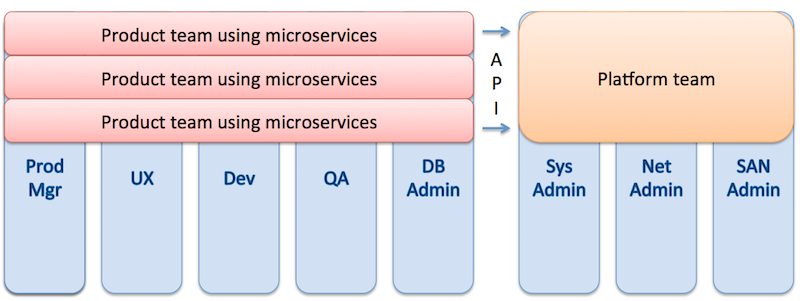 Product team using microservices
Product team using microservices
Product team using microservices
A
P
I
Platform team
Prod
Mgr
UX
Dev
QA
DB
Admin
Sys
Admin
Net
Admin
SAN
Admin